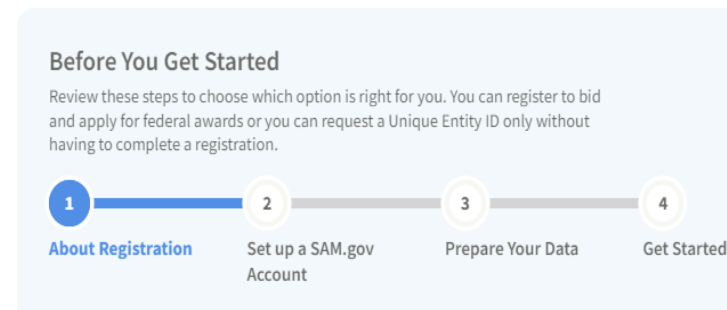 Before You Get Started
Review these steps to choose which option is right for you. You can register to bid
and apply for federal awards or you can request a Unique Entity ID only without
having to complete a registration.
1
2
3
4
About Registration
Set up a SAM.gov
Account
Prepare Your Data
Get Started